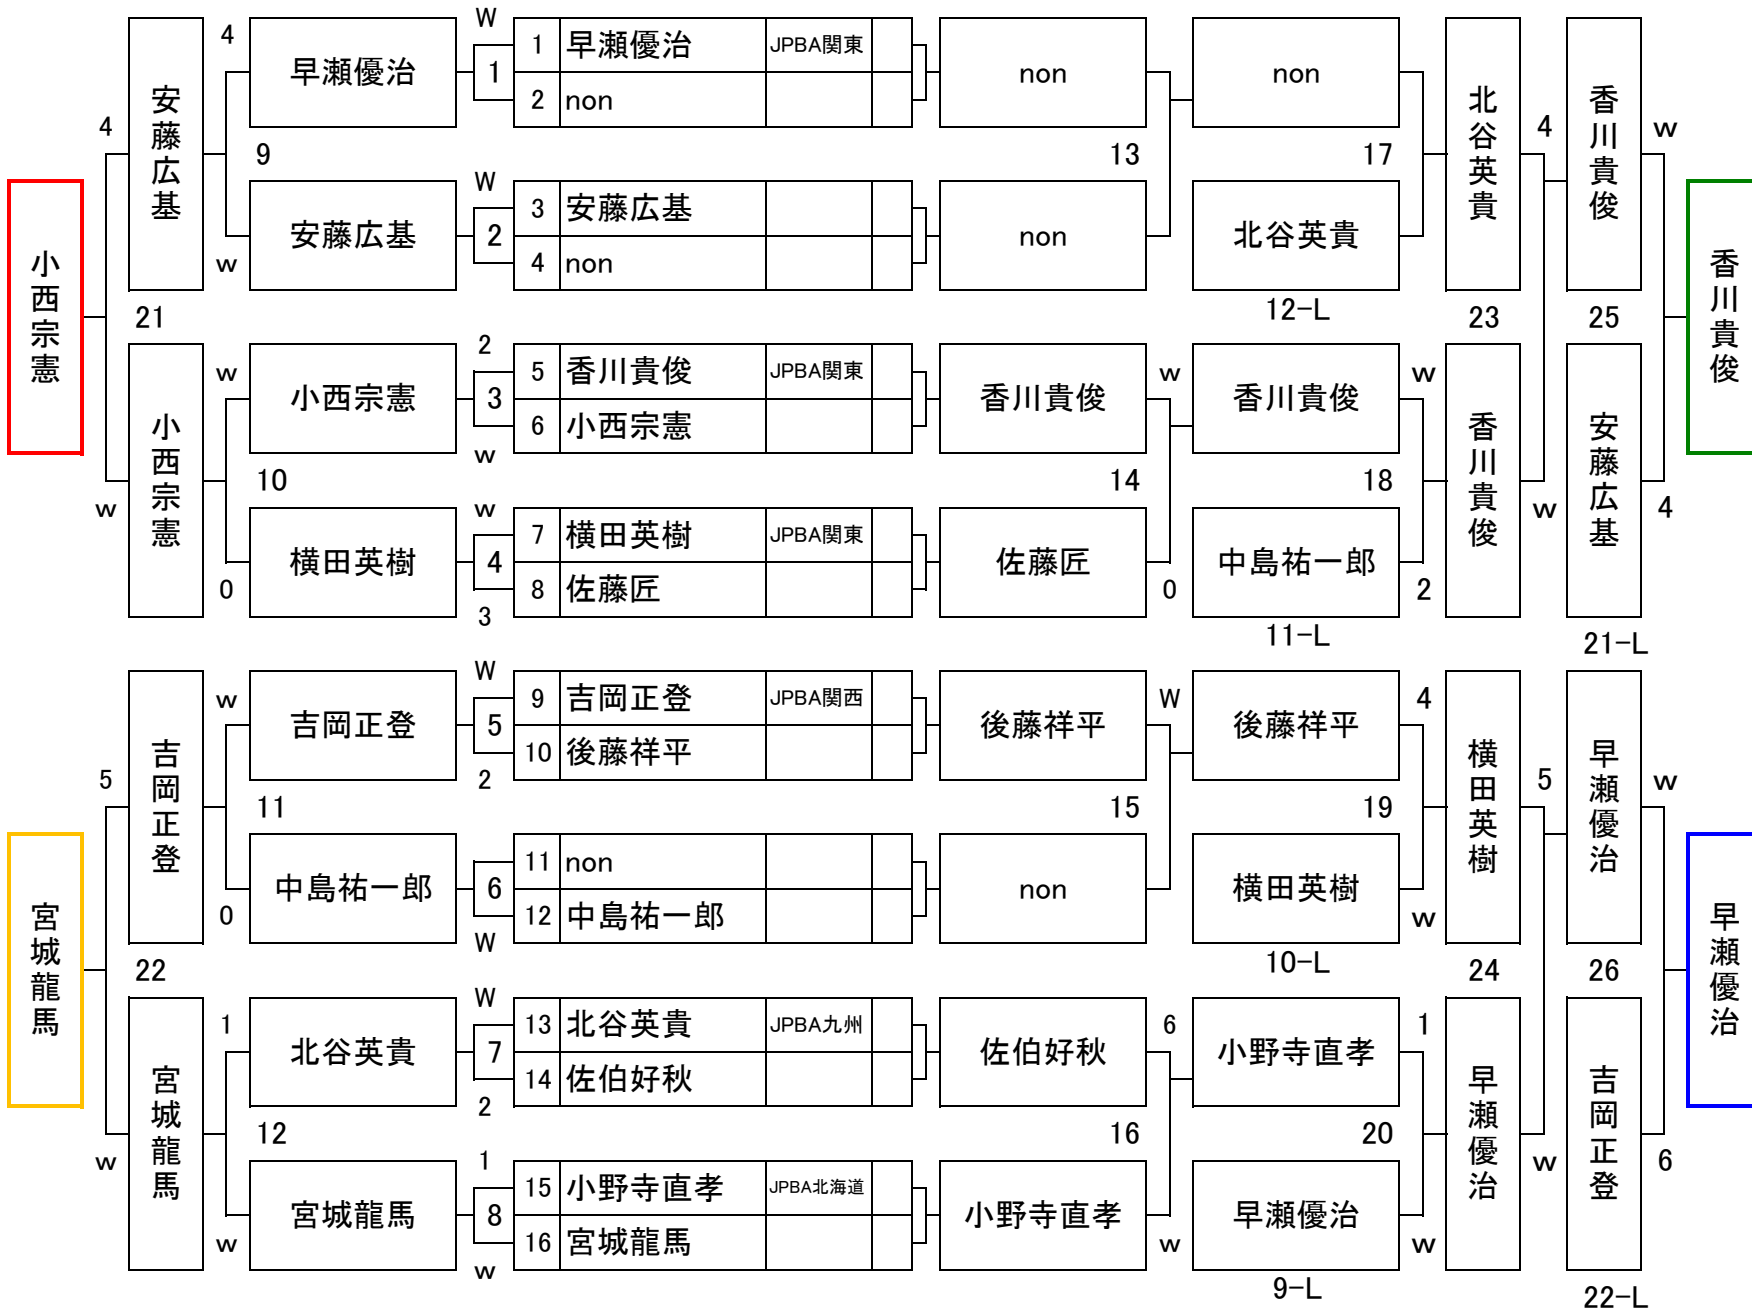 小西宗憲
宮城龍馬
4
w
5
w
安藤広基
21
小西宗憲
吉岡正登
22
宮城龍馬
4
早瀬優治
9
安藤広基
w
w
小西宗憲
10
横田英樹
0
w
吉岡正登
11
中島祐一郎
0
1
北谷英貴
12
宮城龍馬
w
W
1
1 早瀬優治 JPBA関東
2 non
W
2
3 安藤広基
4 non
2
3
w
5 香川貴俊 JPBA関東
6 小西宗憲
w
4
3
7 横田英樹 JPBA関東
8 佐藤匠
W
5
2
9 吉岡正登 JPBA関西
10 後藤祥平
6
W
11 non
12 中島祐一郎
W
7
2
13 北谷英貴 JPBA九州
14 佐伯好秋
1
8
w
15 小野寺直孝 JPBA北海道
16 宮城龍馬
non
13
non
香川貴俊
w
14
佐藤匠
0
後藤祥平
W
15
non
佐伯好秋
6
16
小野寺直孝
w
non
17
北谷英貴
12-L
香川貴俊
w
18
中島祐一郎
2
11-L
後藤祥平
4
19
横田英樹
w
10-L
小野寺直孝
1
20
早瀬優治
w
9-L
北谷英貴
4
23
香川貴俊
w
横田英樹
5
24
早瀬優治
w
香川貴俊
w
25
安藤広基
4
21-L
早瀬優治
w
26
吉岡正登
6
22-L
香川貴俊
早瀬優治